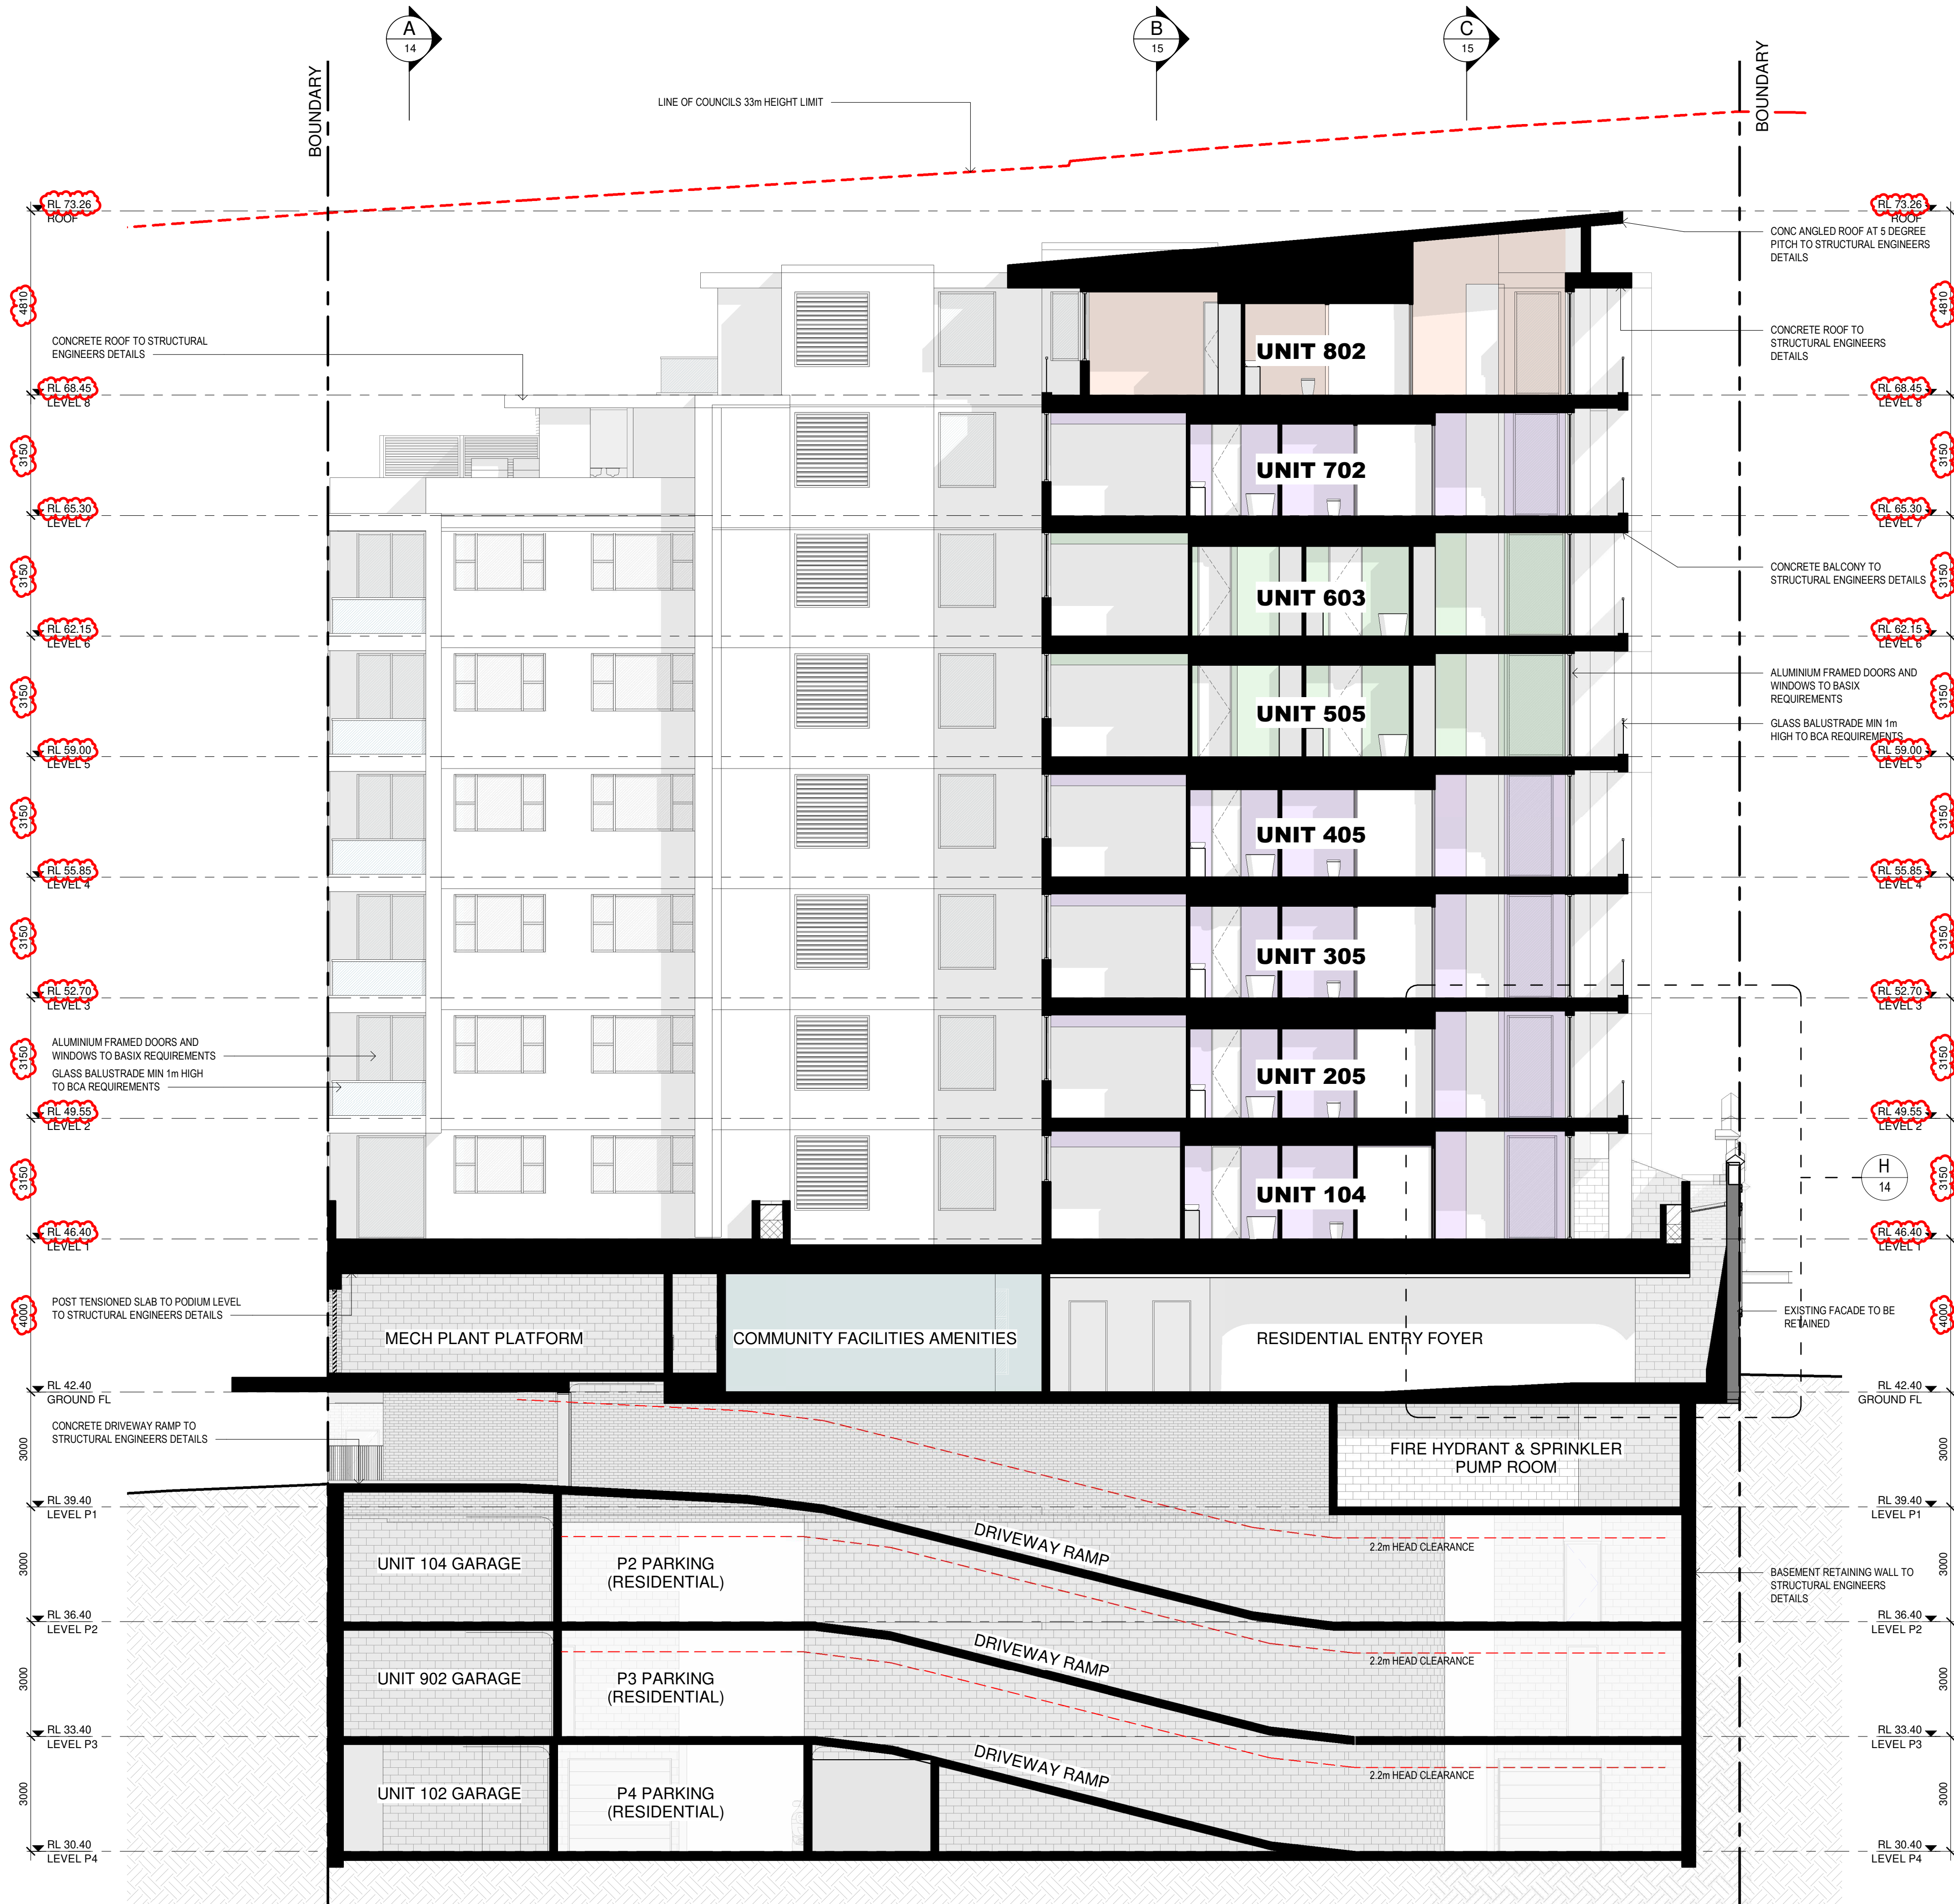 A
14
B
15
C
15
BOUNDARY
BOUNDARY
LINE OF COUNCILS 33m HEIGHT LIMIT
RL 73.26
ROOF
RL 73.26
ROOF
CONC ANGLED ROOF AT 5 DEGREE
PITCH TO STRUCTURAL ENGINEERS
DETAILS
4810
4810
CONCRETE ROOF TO STRUCTURAL
ENGINEERS DETAILS
CONCRETE ROOF TO
STRUCTURAL ENGINEERS
DETAILS
UNIT 802
RL 68.45
LEVEL 8
RL 68.45
LEVEL 8
3150
UNIT 702
3150
RL 65.30
LEVEL 7
RL 65.30
LEVEL 7
3150
UNIT 603
CONCRETE BALCONY TO
STRUCTURAL ENGINEERS DETAILS
3150
RL 62.15
LEVEL 6
RL 62.15
LEVEL 6
3150
UNIT 505
ALUMINIUM FRAMED DOORS AND
WINDOWS TO BASIX
REQUIREMENTS
3150
GLASS BALUSTRADE MIN 1m
HIGH TO BCA REQUIREMENTS
RL 59.00
LEVEL 5
RL 59.00
LEVEL 5
3150
UNIT 405
3150
RL 55.85
LEVEL 4
RL 55.85
LEVEL 4
3150
UNIT 305
3150
RL 52.70
LEVEL 3
RL 52.70
LEVEL 3
3150
ALUMINIUM FRAMED DOORS AND
WINDOWS TO BASIX REQUIREMENTS
GLASS BALUSTRADE MIN 1m HIGH
TO BCA REQUIREMENTS
UNIT 205
3150
RL 49.55
LEVEL 2
RL 49.55
LEVEL 2
3150
UNIT 104
H
14
3150
RL 46.40
LEVEL 1
RL 46.40
LEVEL 1
4000
POST TENSIONED SLAB TO PODIUM LEVEL
TO STRUCTURAL ENGINEERS DETAILS
MECH PLANT PLATFORM
COMMUNITY FACILITIES AMENITIES
RESIDENTIAL ENTRY FOYER
EXISTING FACADE TO BE
RETAINED
4000
RL 42.40
GROUND FL
RL 42.40
GROUND FL
CONCRETE DRIVEWAY RAMP TO
STRUCTURAL ENGINEERS DETAILS
3000
FIRE HYDRANT & SPRINKLER
PUMP ROOM
3000
RL 39.40
LEVEL P1
RL 39.40
LEVEL P1
3000
UNIT 104 GARAGE
P2 PARKING
(RESIDENTIAL)
DRIVEWAY RAMP
2.2m HEAD CLEARANCE
BASEMENT RETAINING WALL TO
STRUCTURAL ENGINEERS
DETAILS
3000
RL 36.40
LEVEL P2
RL 36.40
LEVEL P2
3000
UNIT 902 GARAGE
P3 PARKING
(RESIDENTIAL)
DRIVEWAY RAMP
2.2m HEAD CLEARANCE
3000
RL 33.40
LEVEL P3
RL 33.40
LEVEL P3
3000
UNIT 102 GARAGE
P4 PARKING
(RESIDENTIAL)
DRIVEWAY RAMP
2.2m HEAD CLEARANCE
3000
RL 30.40
LEVEL P4
RL 30.40
LEVEL P4